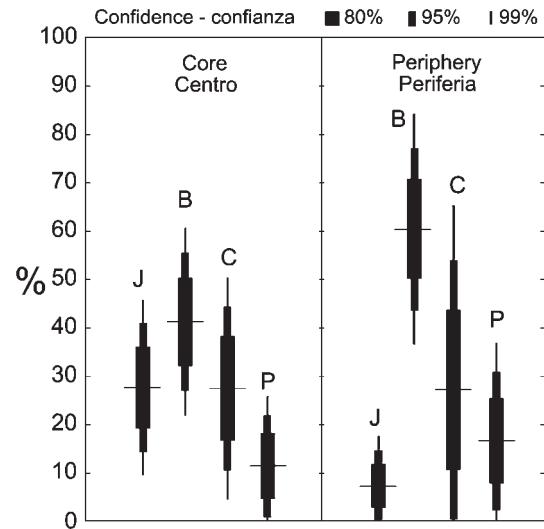 Confidence - confianza 80% 95% 99%
100
90
80
70
60
50
40
30
20
10
0
%
Core
Centro
J
B
C
P
Periphery
Periferia
J
B
C
P